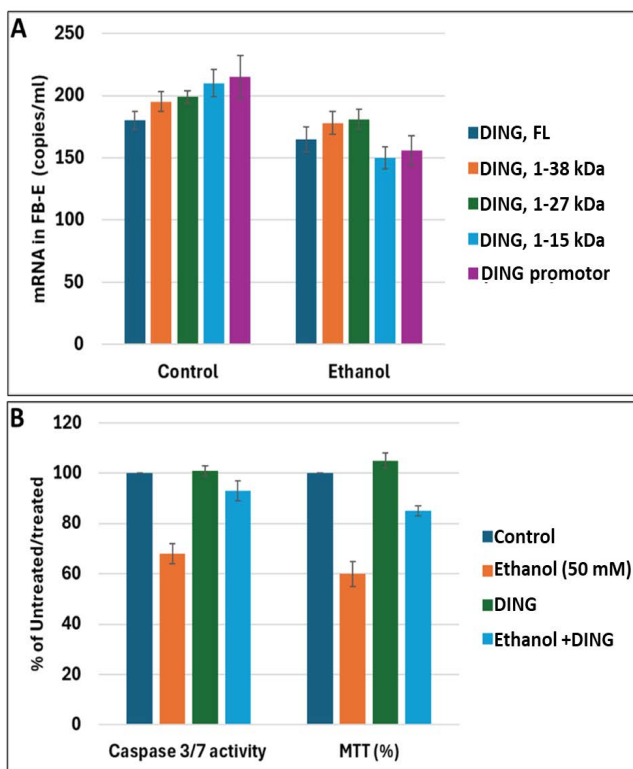 A
mRNA in FB-E (copies/ml)
250
200
150
100
50
0
Control
Ethanol
DING, FL
DING, 1-38 kDa
DING, 1-27 kDa
DING, 1-15 kDa
DING promotor
B
% of Untreated/treated
120
100
80
60
40
20
0
Caspase 3/7 activity
MTT (%)
Control
Ethanol (50 mM)
DING
Ethanol +DING